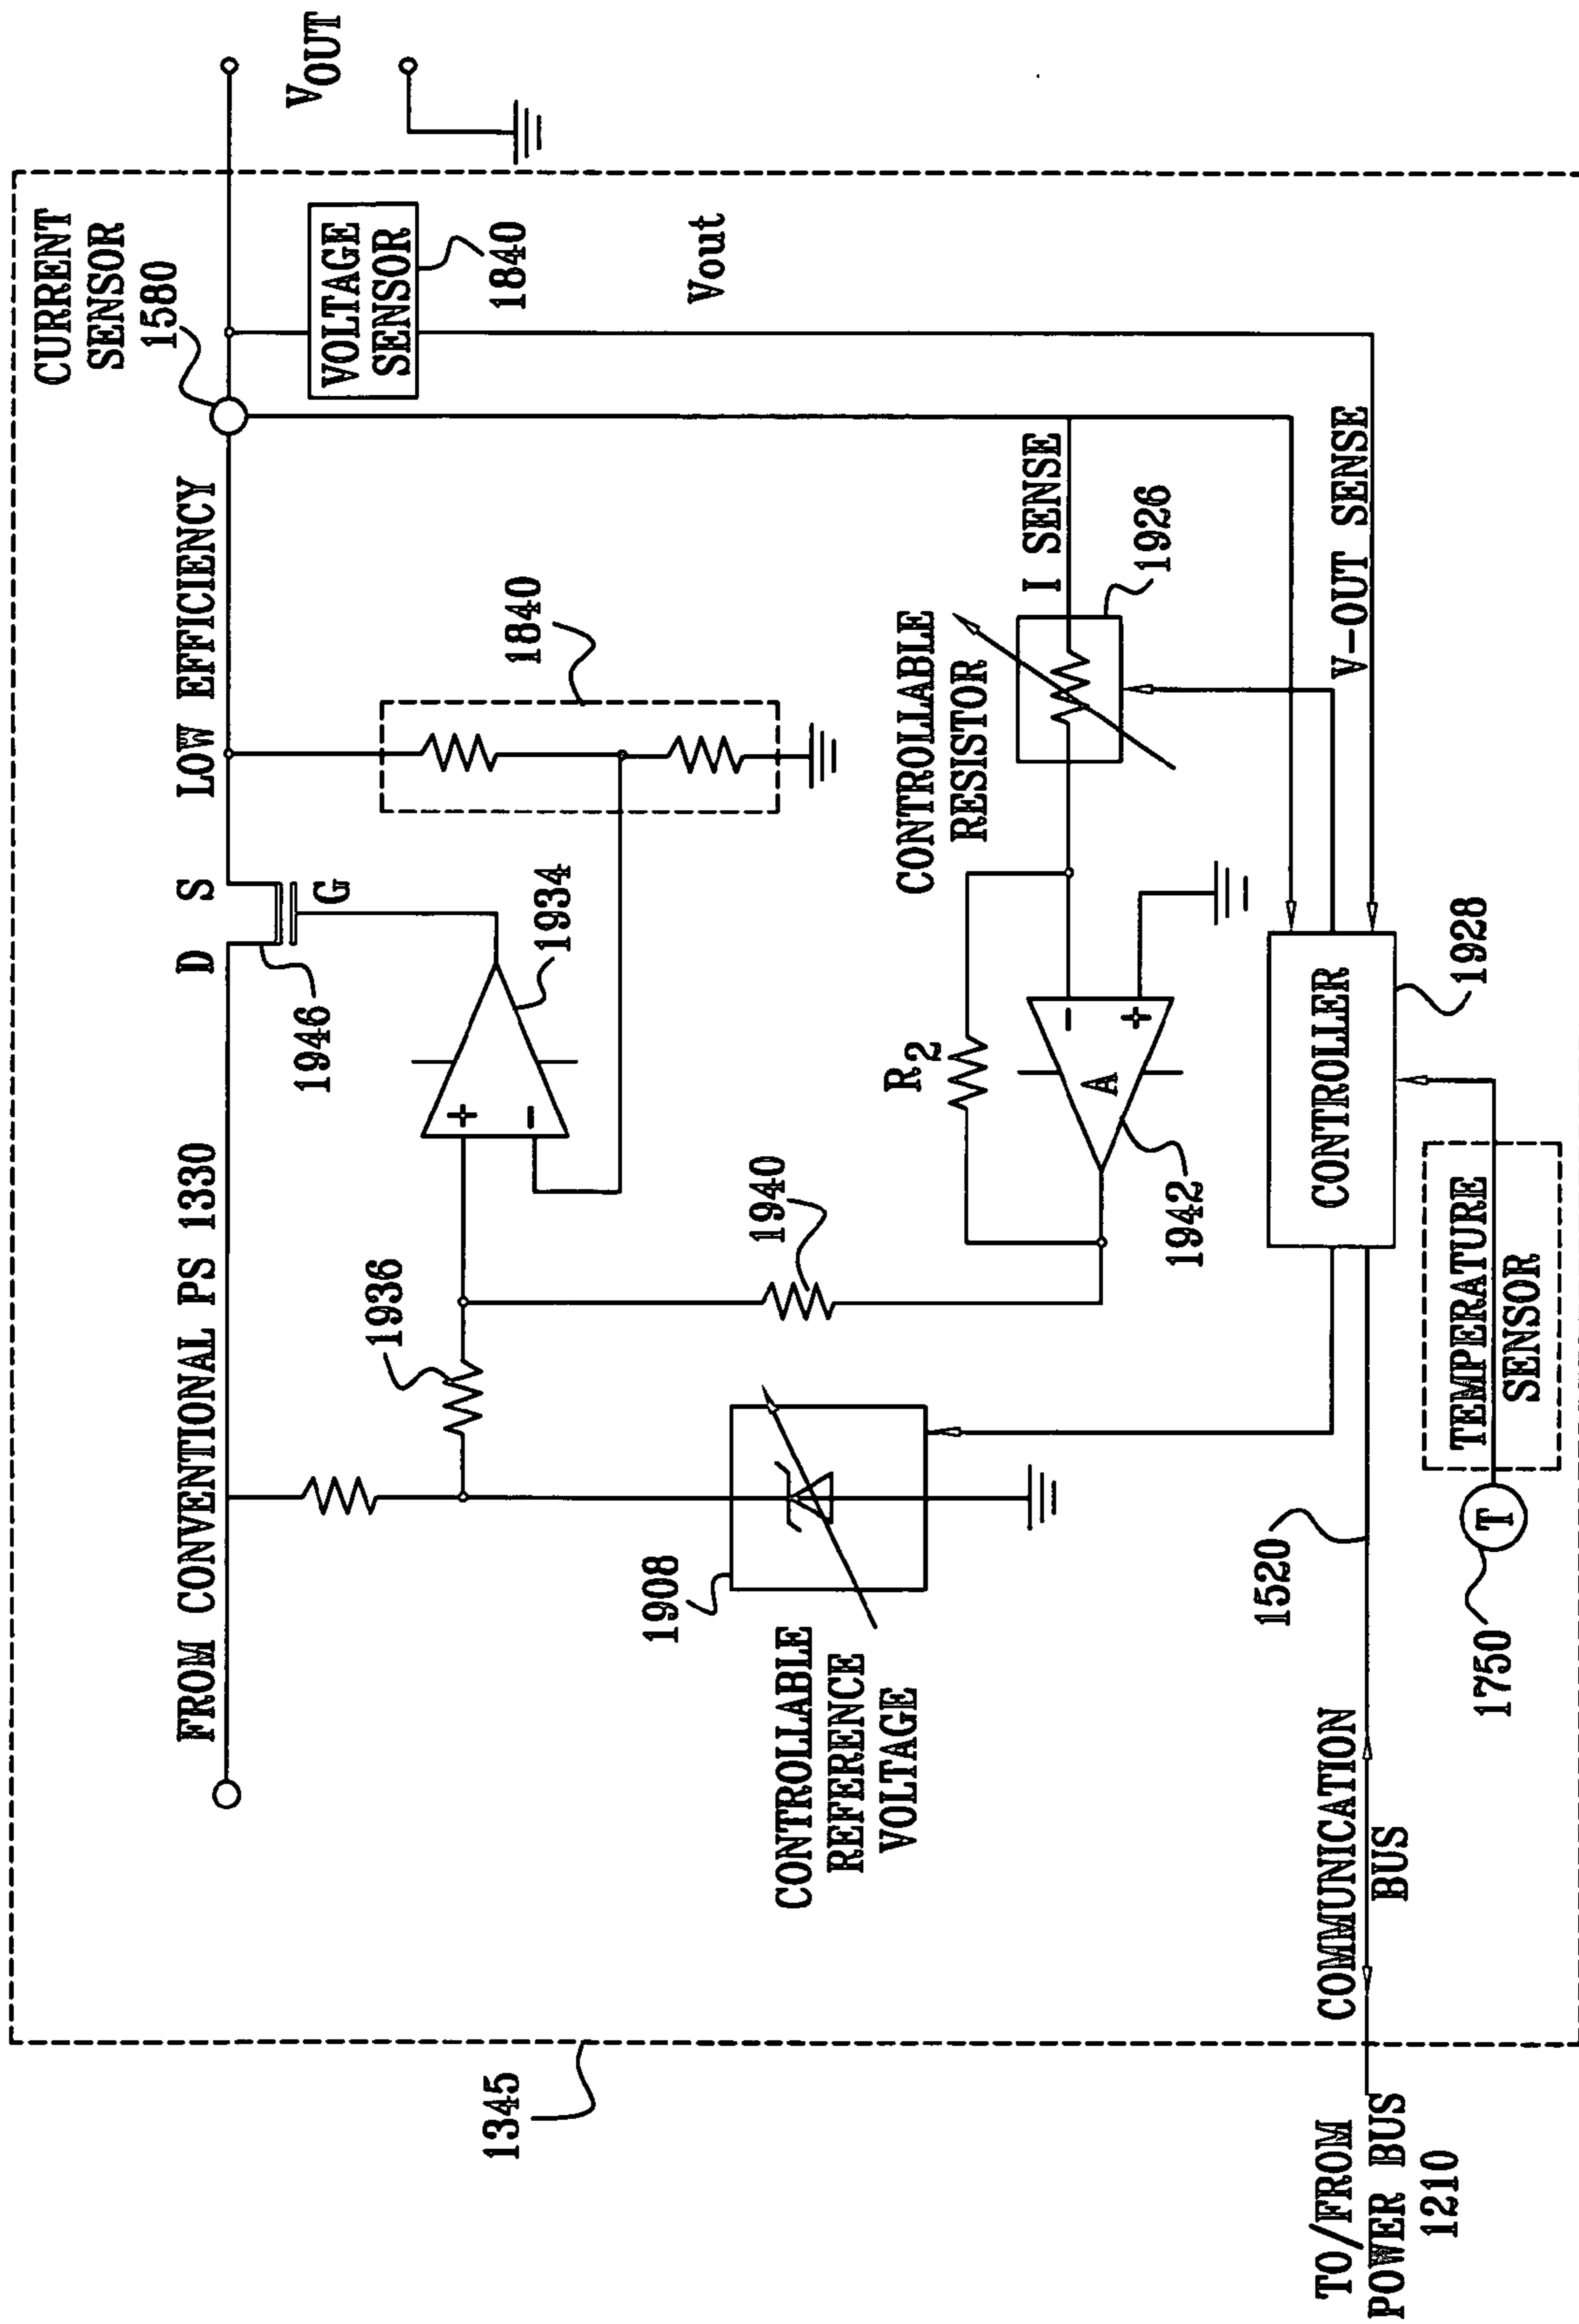 FROM CONVENTIONAL PS 1330
D
S
LOW EFFICIENCY
CURRENT
SENSOR
1580
VOUT
VOLTAGE
SENSOR
1840
Vout
1946
G
1934
+
-
1840
1936
1940
1908
CONTROLLABLE
REFERENCE
VOLTAGE
R2
A
-
+
1942
CONTROLLABLE
RESISTOR
I SENSE
1926
V-OUT SENSE
CONTROLLER
1928
1520
COMMUNICATION
BUS
TEMPERATURE
SENSOR
T
1750
1345
TO/FROM
POWER BUS
1210